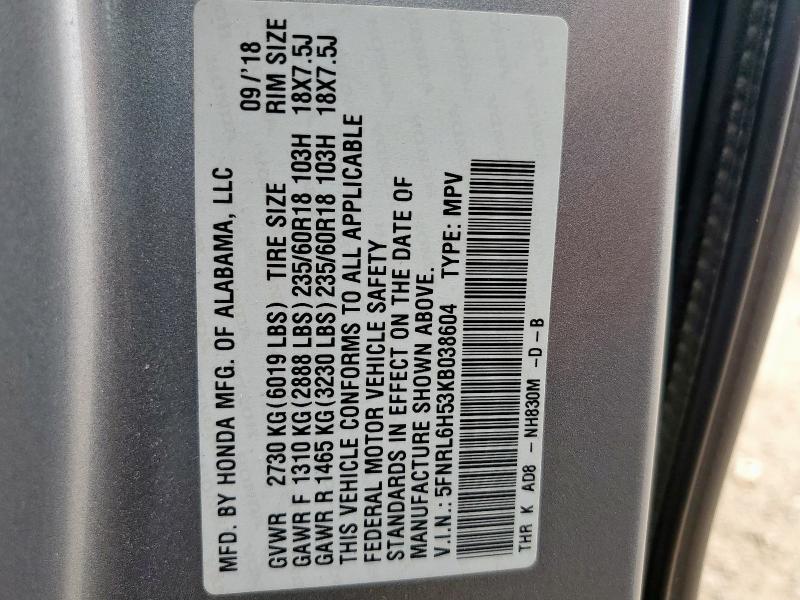 MFD. BY HONDA MFG. OF ALABAMA, LLC 09/'18
GVWR 2730 KG(6019 LBS) TIRE SIZE RIM SIZE
GAWR F 1310 KG(2888 LBS)235/60R18 103H 18X7.5J
GAWR R 1465 KG(3230 LBS)235/60R18 103H 18X7.5J
THIS VEHICLE CONFORMS TO ALL APPLICABLE
FEDERAL MOTOR VEHICLE SAFETY
STANDARDS IN EFFECT ON THE DATE OF
MANUFACTURE SHOWN ABOVE.
V.I.N.: 5FNRL6H53KB038604 TYPE: MPV
THR K AD8 - NH830M -D-B